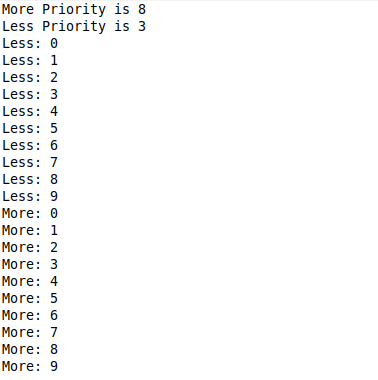 More Priority is 8
Less Priority is 3
Less: 0
Less: 1
Less: 2
Less: 3
Less: 4
Less: 5
Less: 6
Less: 7
Less: 8
Less: 9
More: 0
More: 1
More: 2
More: 3
More: 4
More: 5
More: 6
More: 7
More: 8
More: 9